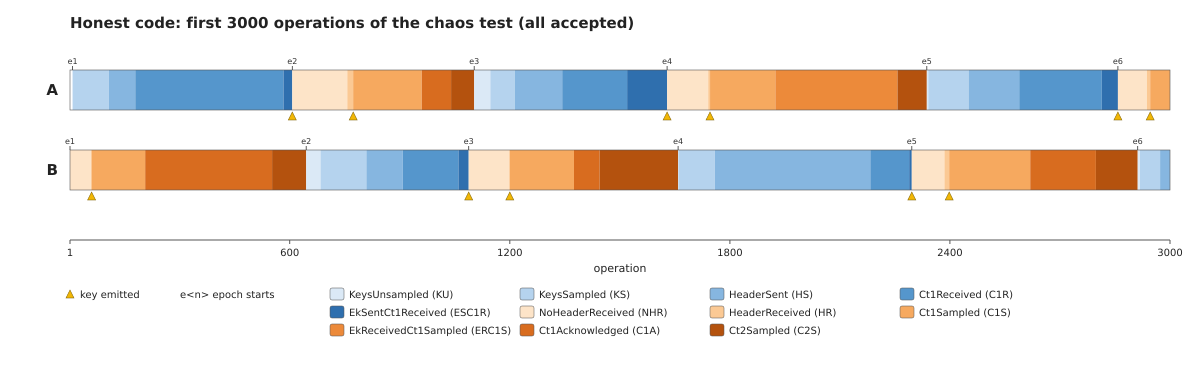 Honest code: first 3000 operations of the chaos test (all accepted)
e1 e2 e3 e4 e5 e6
A
e1 e2 e3 e4 e5 e6
B
1 600 1200 1800 2400 3000
operation
key emitted e<n> epoch starts KeysUnsampled (KU) KeysSampled (KS) HeaderSent (HS) Ct1Received (C1R)
EkSentCt1Received (ESC1R) NoHeaderReceived (NHR) HeaderReceived (HR) Ct1Sampled (C1S)
EkReceivedCt1Sampled (ERC1S) Ct1Acknowledged (C1A) Ct2Sampled (C2S)